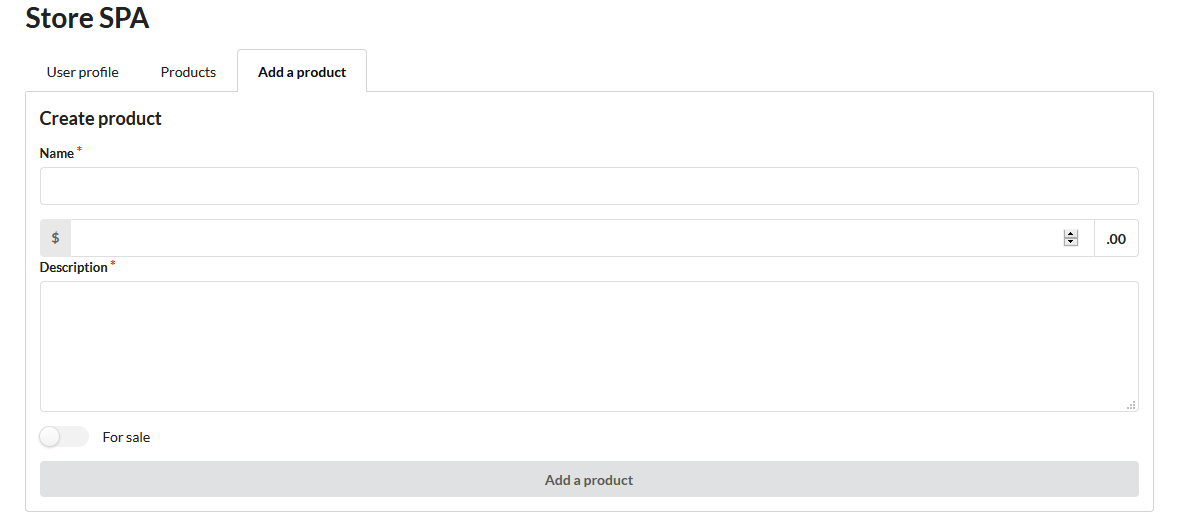 Store SPA
User profile Products Add a product
Create product
Name *
$ .00
Description *
For sale
Add a product